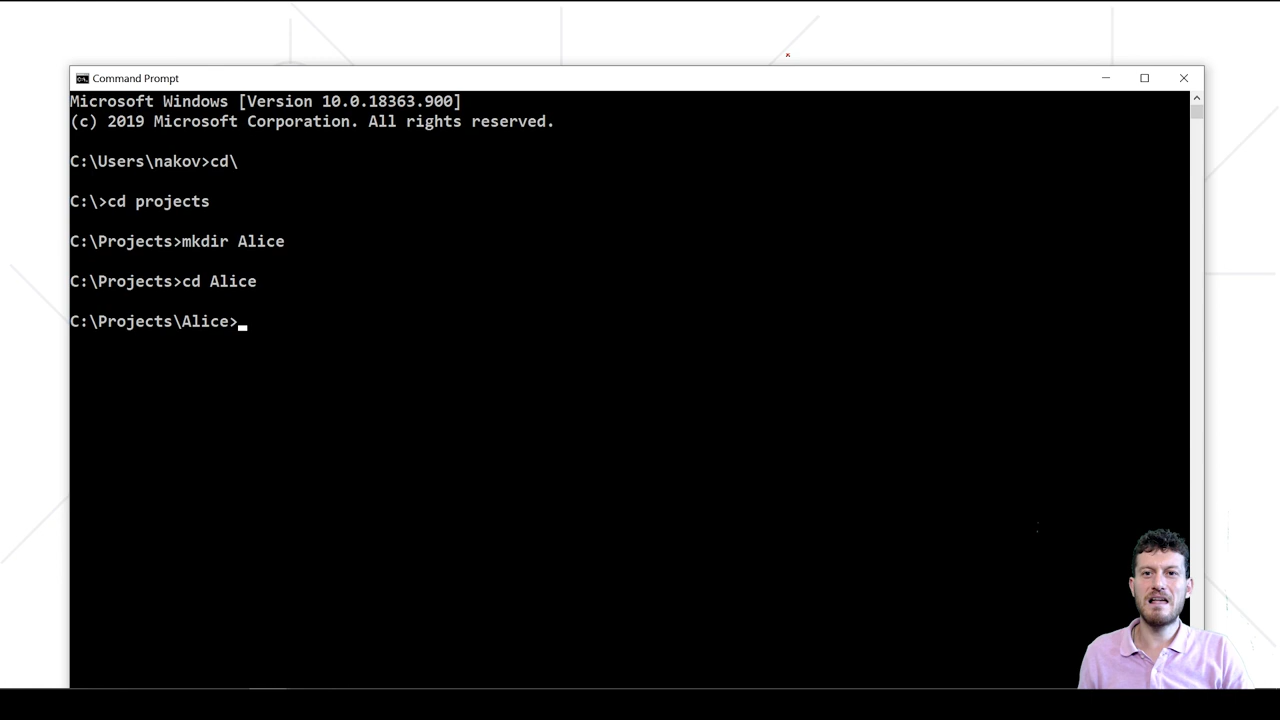 Command Prompt
Microsoft Windows [Version 10.0.18363.900]
(c) 2019 Microsoft Corporation. All rights reserved.
C:\Users\nakov>cd\
C:\>cd projects
C:\Projects>mkdir Alice
C:\Projects>cd Alice
C:\Projects\Alice>